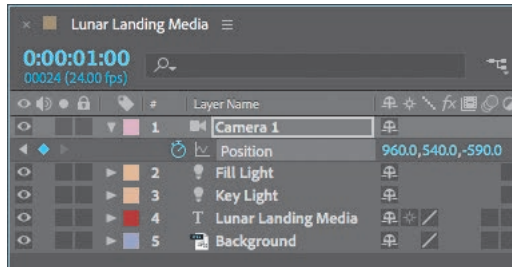 Lunar Landing Media
0:00:01:00
00024 (24.00 fps)
# Layer Name fx
1 Camera 1
Position 960.0,540.0,-590.0
2 Fill Light
3 Key Light
4 T Lunar Landing Media
5 Background